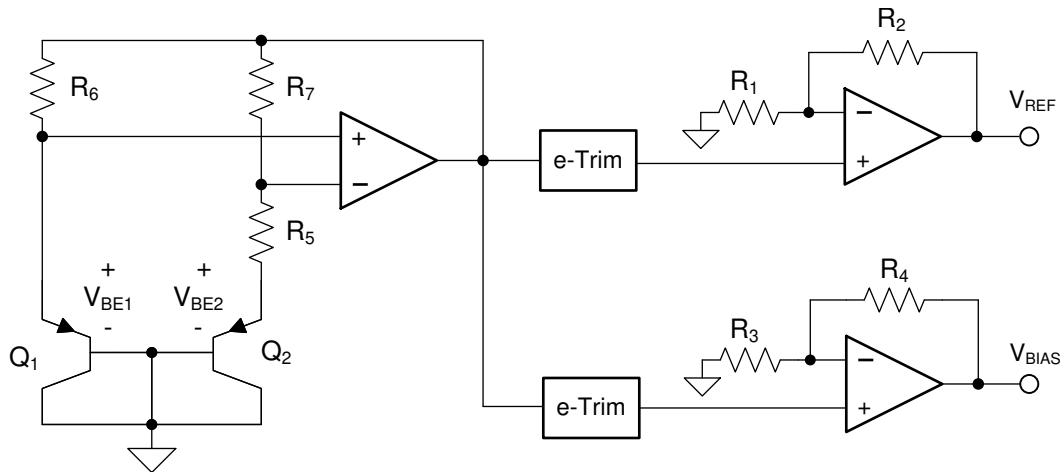 R2
R6
R7
R1
VREF
−
+
+
e-Trim
−
+
R5
+
+
VBE1
VBE2
R4
-
-
Q1
Q2
R3
VBIAS
−
e-Trim
+